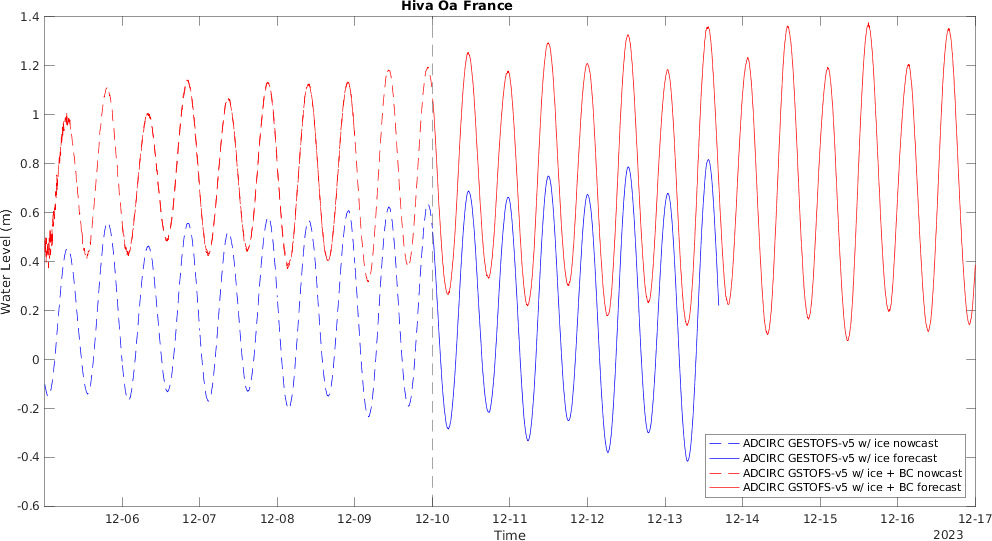 Hiva Oa France
1.4
1.2
1
0.8
0.6
0.4
0.2
0
-0.2
-0.4
-0.6
Water Level (m)
ADCIRC GESTOFS-v5 w/ ice nowcast
ADCIRC GESTOFS-v5 w/ ice forecast
ADCIRC GSTOFS-v5 w/ ice + BC nowcast
ADCIRC GSTOFS-v5 w/ ice + BC forecast
12-06 12-07 12-08 12-09 12-10 12-11 12-12 12-13 12-14 12-15 12-16 12-17
Time
2023